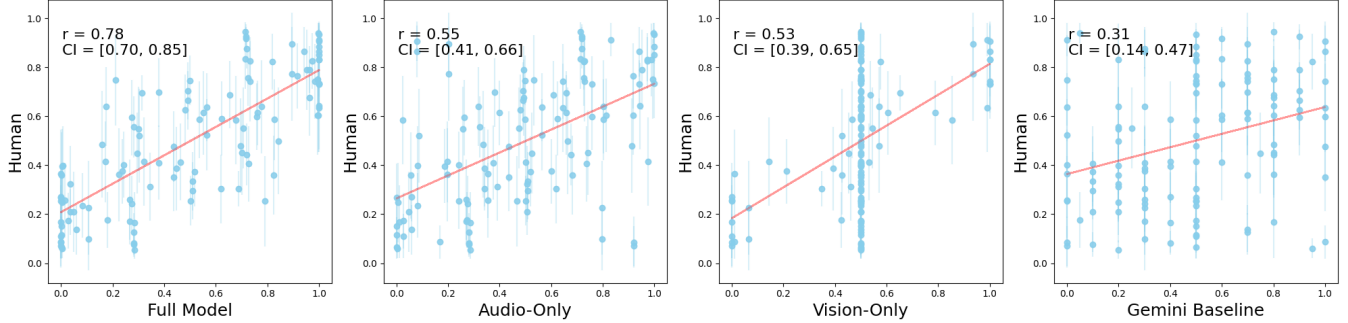 r = 0.78
CI = [0.70, 0.85]
Human
1.0
0.8
0.6
0.4
0.2
0.0
0.0 0.2 0.4 0.6 0.8 1.0
Full Model
r = 0.55
CI = [0.41, 0.66]
Human
1.0
0.8
0.6
0.4
0.2
0.0
0.0 0.2 0.4 0.6 0.8 1.0
Audio-Only
r = 0.53
CI = [0.39, 0.65]
Human
1.0
0.8
0.6
0.4
0.2
0.0
0.0 0.2 0.4 0.6 0.8 1.0
Vision-Only
r = 0.31
CI = [0.14, 0.47]
Human
1.0
0.8
0.6
0.4
0.2
0.0
0.0 0.2 0.4 0.6 0.8 1.0
Gemini Baseline